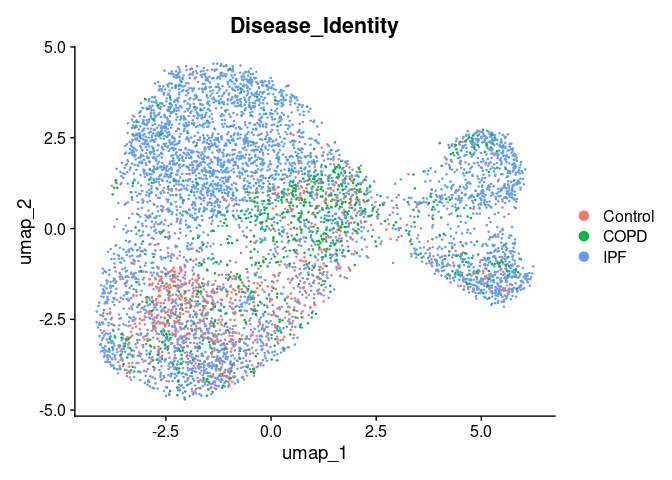 Disease_Identity
5.0
2.5
0.0
-2.5
-5.0
umap_2
-2.5 0.0 2.5 5.0
umap_1
Control
COPD
IPF